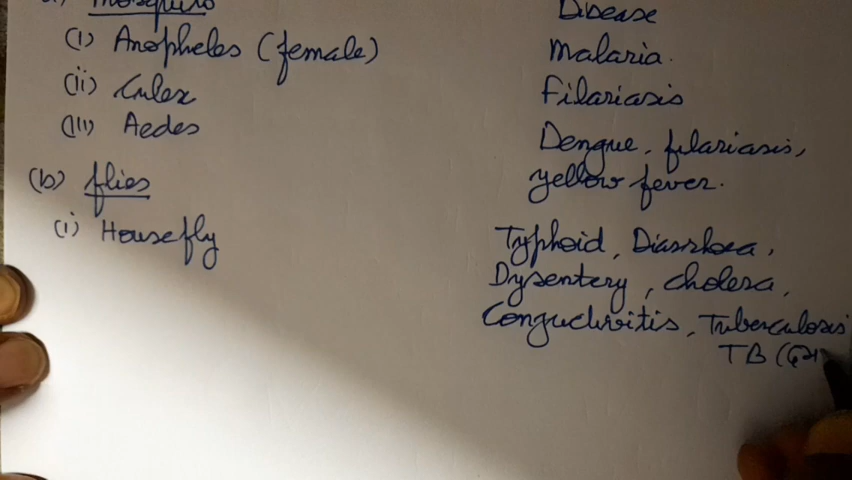 Mosquito Disease
(i) Anopheles (female) Malaria.
(ii) Culex Filariasis
(iii) Aedes Dengue, filariasis,
yellow fever.
(b) flies
(i) Housefly Typhoid, Diarrhoea,
Dysentery, cholera,
Conguctivitis, Tuberculosis
TB (